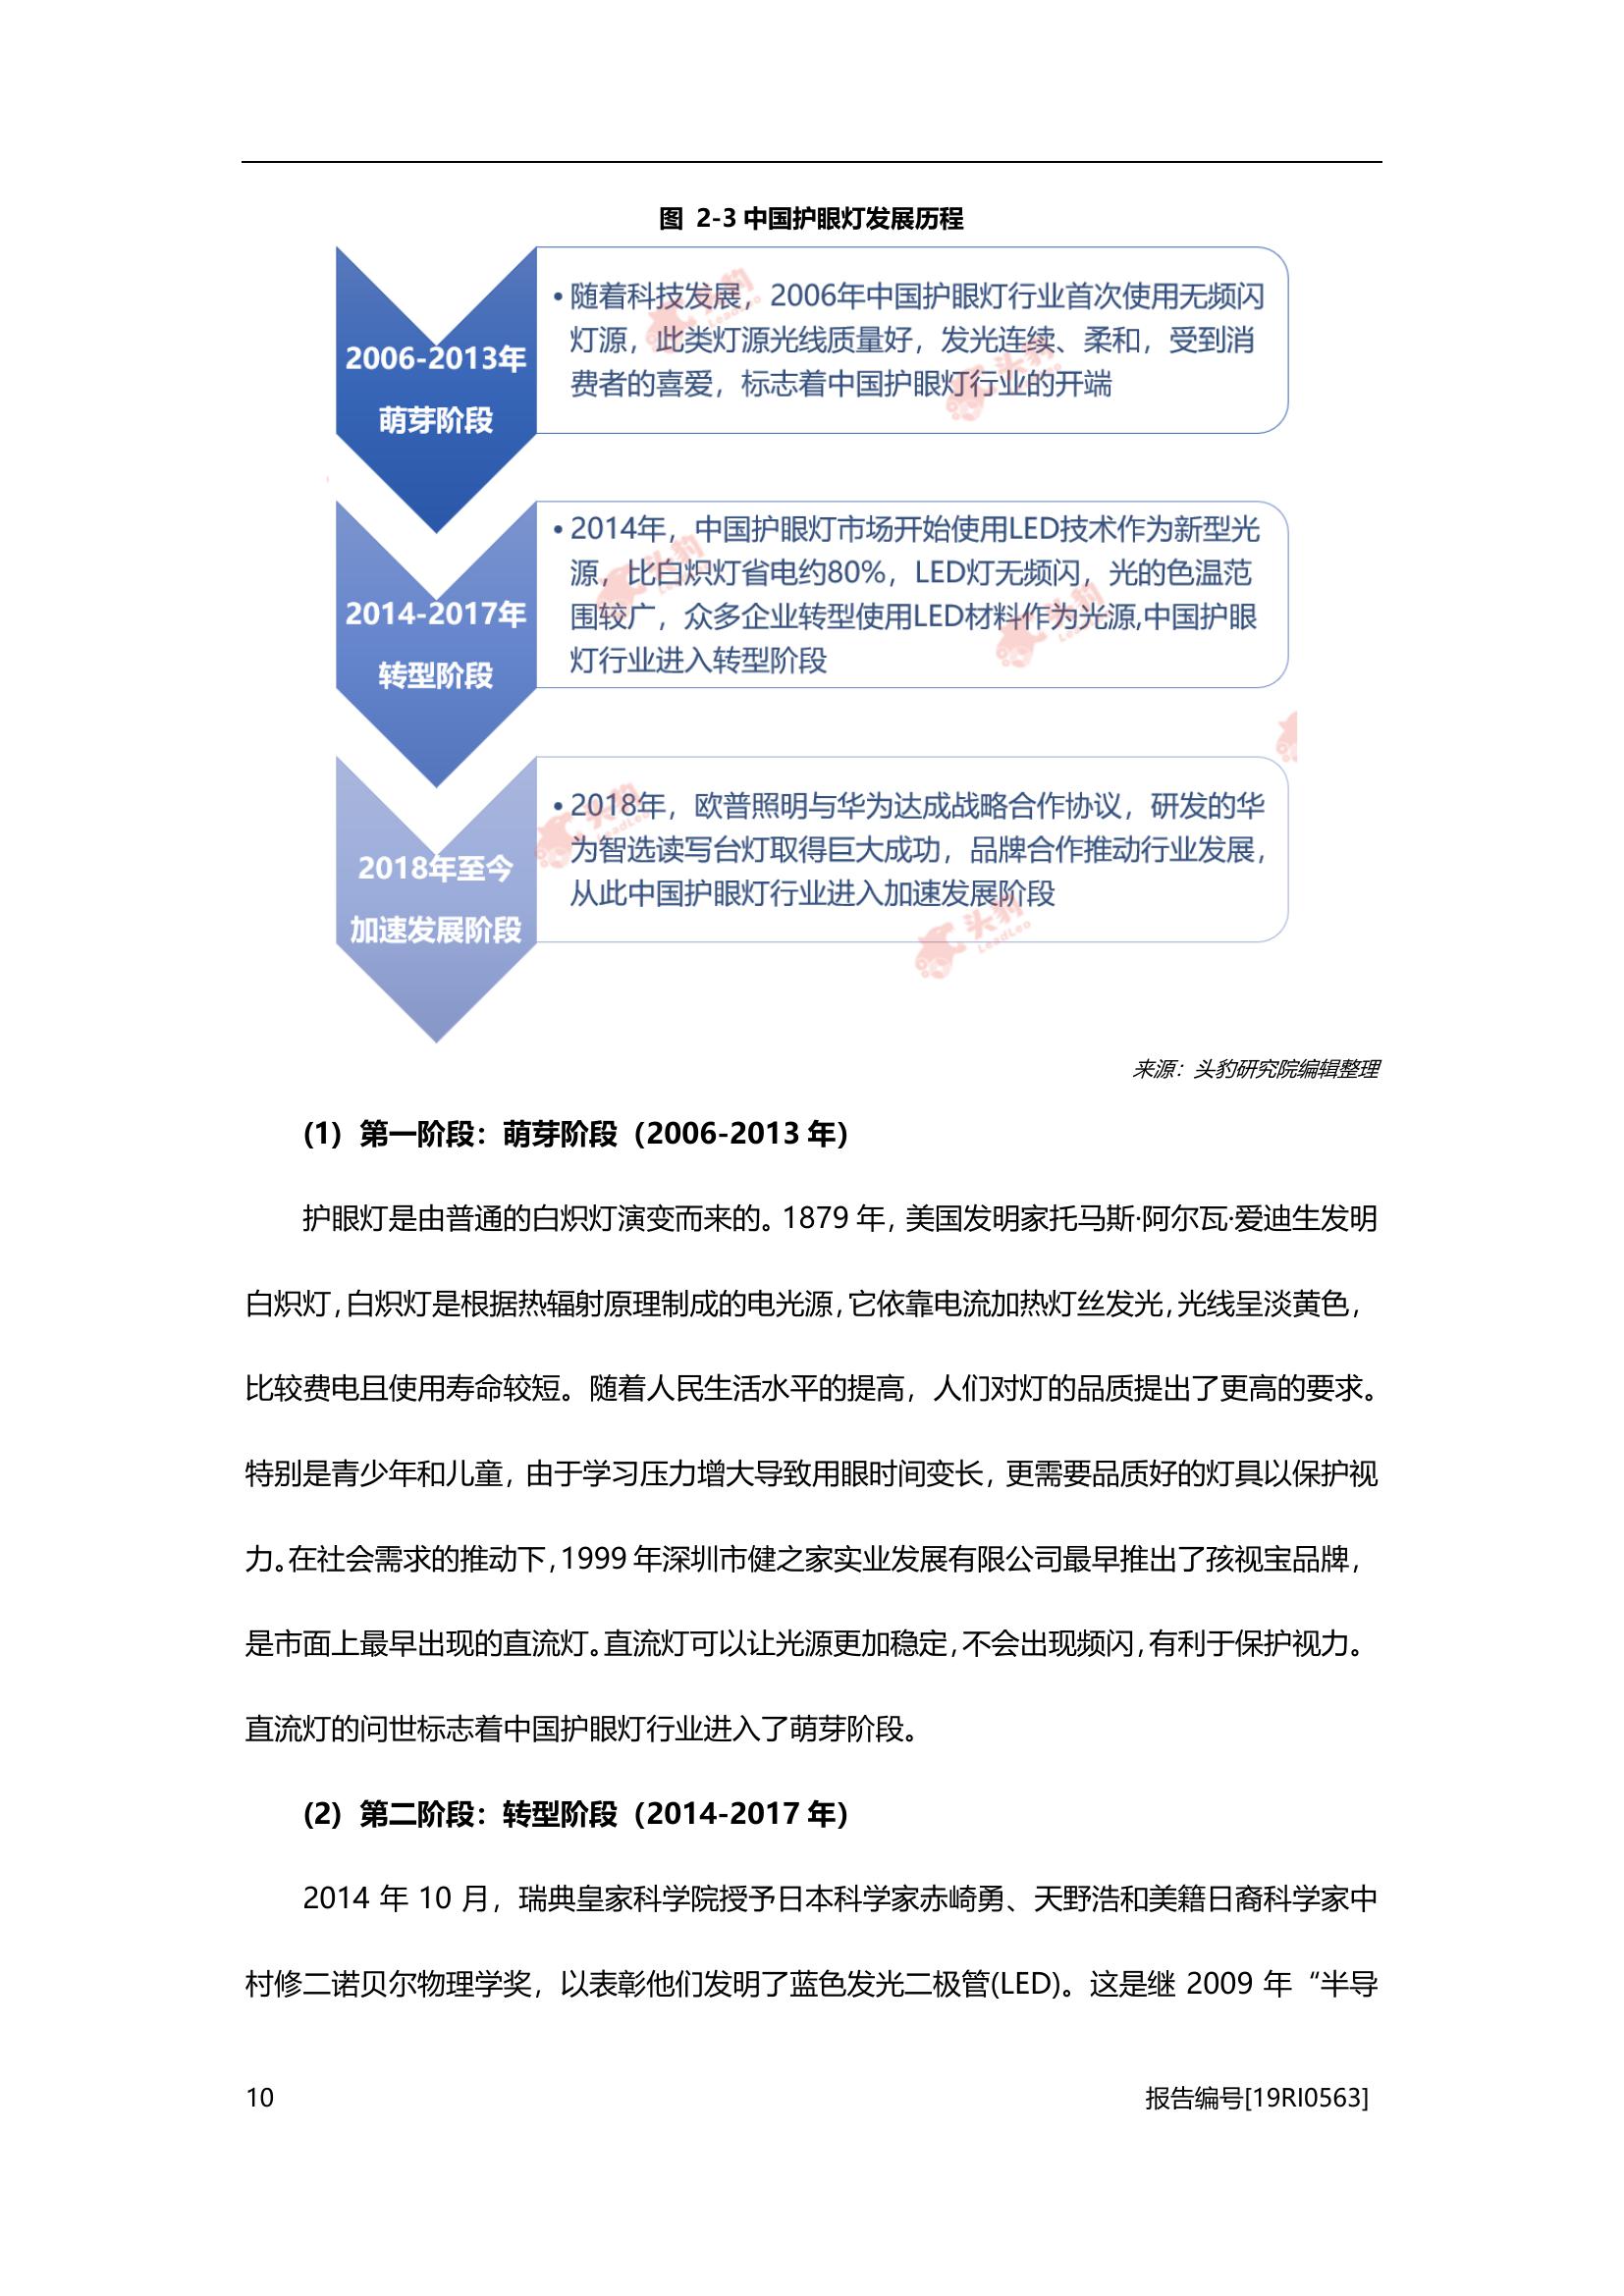 图 2-3 中国护眼灯发展历程
2006-2013年
萌芽阶段
•随着科技发展，2006年中国护眼灯行业首次使用无频闪
灯源，此类灯源光线质量好，发光连续、柔和，受到消
费者的喜爱，标志着中国护眼灯行业的开端
2014-2017年
转型阶段
•2014年，中国护眼灯市场开始使用LED技术作为新型光
源，比白炽灯省电约80%，LED灯无频闪，光的色温范
围较广，众多企业转型使用LED材料作为光源,中国护眼
灯行业进入转型阶段
2018年至今
加速发展阶段
•2018年，欧普照明与华为达成战略合作协议，研发的华
为智选读写台灯取得巨大成功，品牌合作推动行业发展，
从此中国护眼灯行业进入加速发展阶段
头豹
LeadLeo
头豹
LeadLeo
头豹
LeadLeo
头豹
LeadLeo
头豹
LeadLeo
头豹
LeadLeo
来源：头豹研究院编辑整理
(1) 第一阶段：萌芽阶段（2006-2013 年）
护眼灯是由普通的白炽灯演变而来的。1879 年，美国发明家托马斯·阿尔瓦·爱迪生发明
白炽灯，白炽灯是根据热辐射原理制成的电光源，它依靠电流加热灯丝发光，光线呈淡黄色，
比较费电且使用寿命较短。随着人民生活水平的提高，人们对灯的品质提出了更高的要求。
特别是青少年和儿童，由于学习压力增大导致用眼时间变长，更需要品质好的灯具以保护视
力。在社会需求的推动下，1999 年深圳市健之家实业发展有限公司最早推出了孩视宝品牌，
是市面上最早出现的直流灯。直流灯可以让光源更加稳定，不会出现频闪，有利于保护视力。
直流灯的问世标志着中国护眼灯行业进入了萌芽阶段。
(2) 第二阶段：转型阶段（2014-2017 年）
2014 年 10 月，瑞典皇家科学院授予日本科学家赤崎勇、天野浩和美籍日裔科学家中
村修二诺贝尔物理学奖，以表彰他们发明了蓝色发光二极管(LED)。这是继 2009 年“半导
10
报告编号[19RI0563]